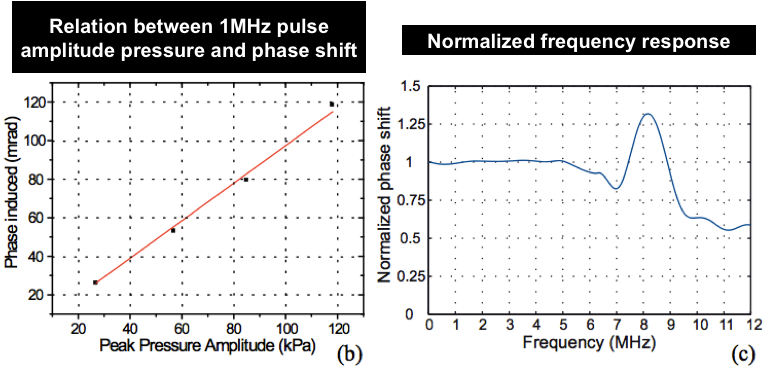 Relation between 1MHz pulse
amplitude pressure and phase shift
Phase induced (mrad)
120
100
80
60
40
20
20 40 60 80 100 120
Peak Pressure Amplitude (kPa)
(b)
Normalized frequency response
Normalized phase shift
1.5
1.25
1
0.75
0.5
0.25
0
0 1 2 3 4 5 6 7 8 9 10 11 12
Frequency (MHz)
(c)